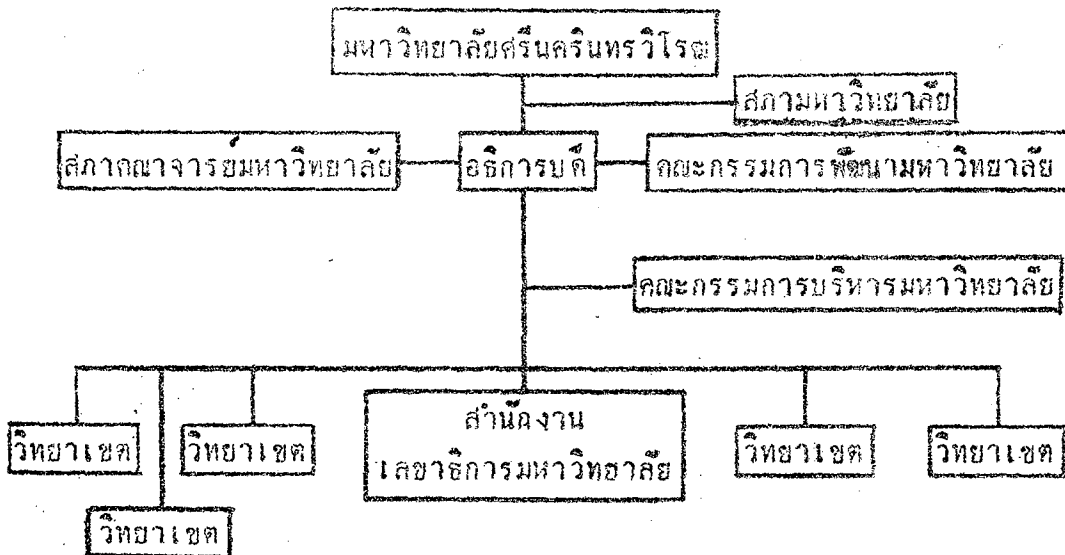 มหาวิทยาลัยศรีนครินทรวิโรฒ
สภามหาวิทยาลัย
สภาคณาจารย์มหาวิทยาลัย
อธิการบดี
คณะกรรมการพัฒนามหาวิทยาลัย
คณะกรรมการบริหารมหาวิทยาลัย
สำนักงาน
เลขาธิการมหาวิทยาลัย
วิทยาเขต
วิทยาเขต
วิทยาเขต
วิทยาเขต
วิทยาเขต